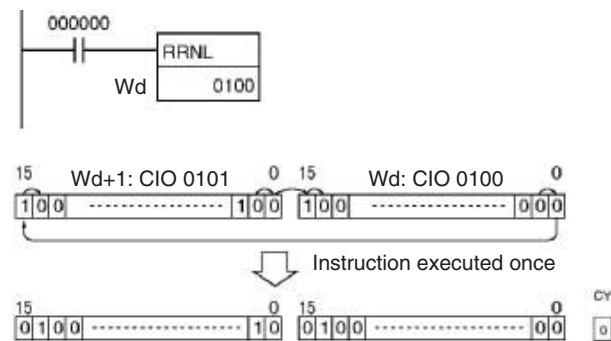 000000
RRNL
Wd 0100
15 Wd+1: CIO 0101 0 15 Wd: CIO 0100 0
1 0 0 1 0 0 1 0 0 0 0 0
Instruction executed once
15 0 15 0 CY
0 1 0 0 1 0 0 1 0 0 0 0 0